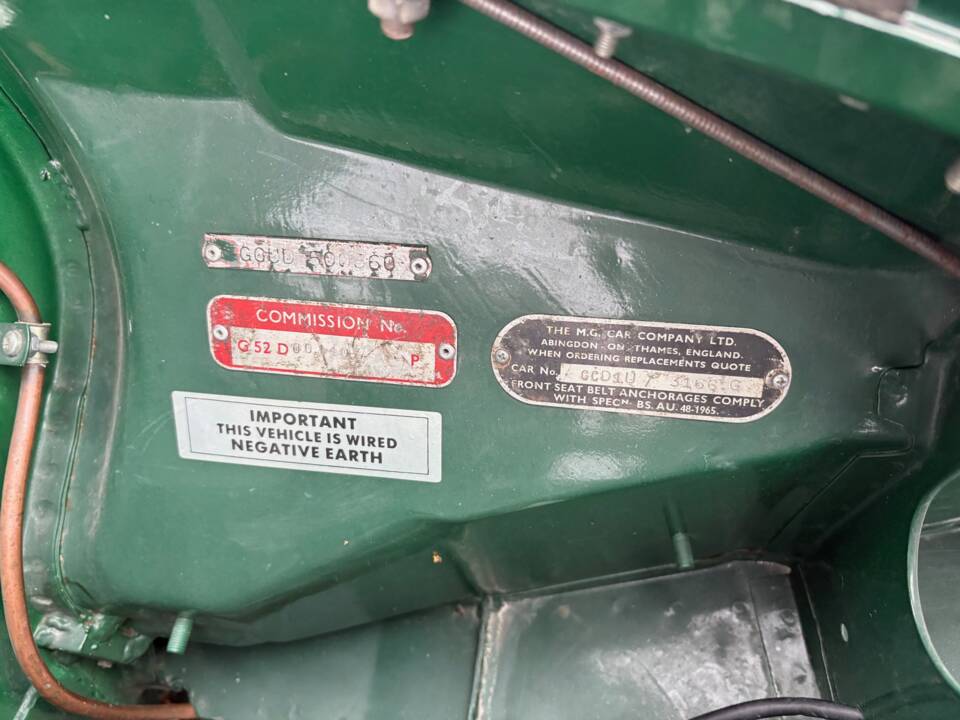 COMMISSION No.
G52D P
IMPORTANT
THIS VEHICLE IS WIRED
NEGATIVE EARTH
THE M.G. CAR COMPANY LTD.
ABINGDON-ON-THAMES, ENGLAND.
WHEN ORDERING REPLACEMENTS QUOTE
CAR No.
FRONT SEAT BELT ANCHORAGES COMPLY
WITH SPECN. BS. AU. 48-1965.